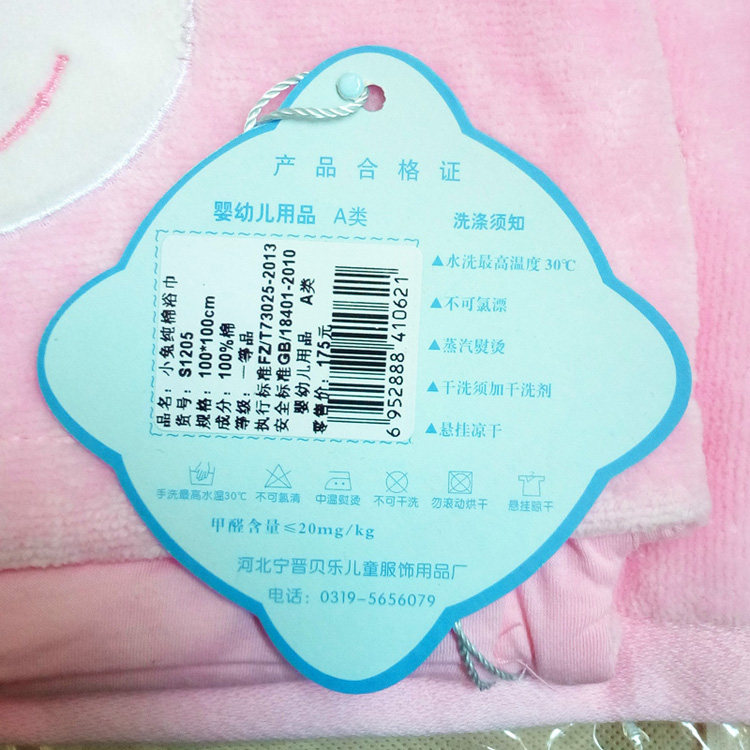 产品合格证
婴幼儿用品 A类
洗涤须知
品名：小兔纯棉浴巾
货号：S1205
规格：100*100cm
成分：100%棉
等级：一等品
执行标准FZ/T73025-2013
安全标准GB/18401-2010
婴幼儿用品 A类
零售价：175元
6 952888 410621
▲水洗最高温度30℃
▲不可氯漂
▲蒸汽熨烫
▲干洗须加干洗剂
▲悬挂凉干
手洗最高水温30℃
不可氯清
中温熨烫
不可干洗
勿滚动烘干
悬挂晾干
甲醛含量≤20mg/kg
河北宁晋贝乐儿童服饰用品厂
电话：0319-5656079